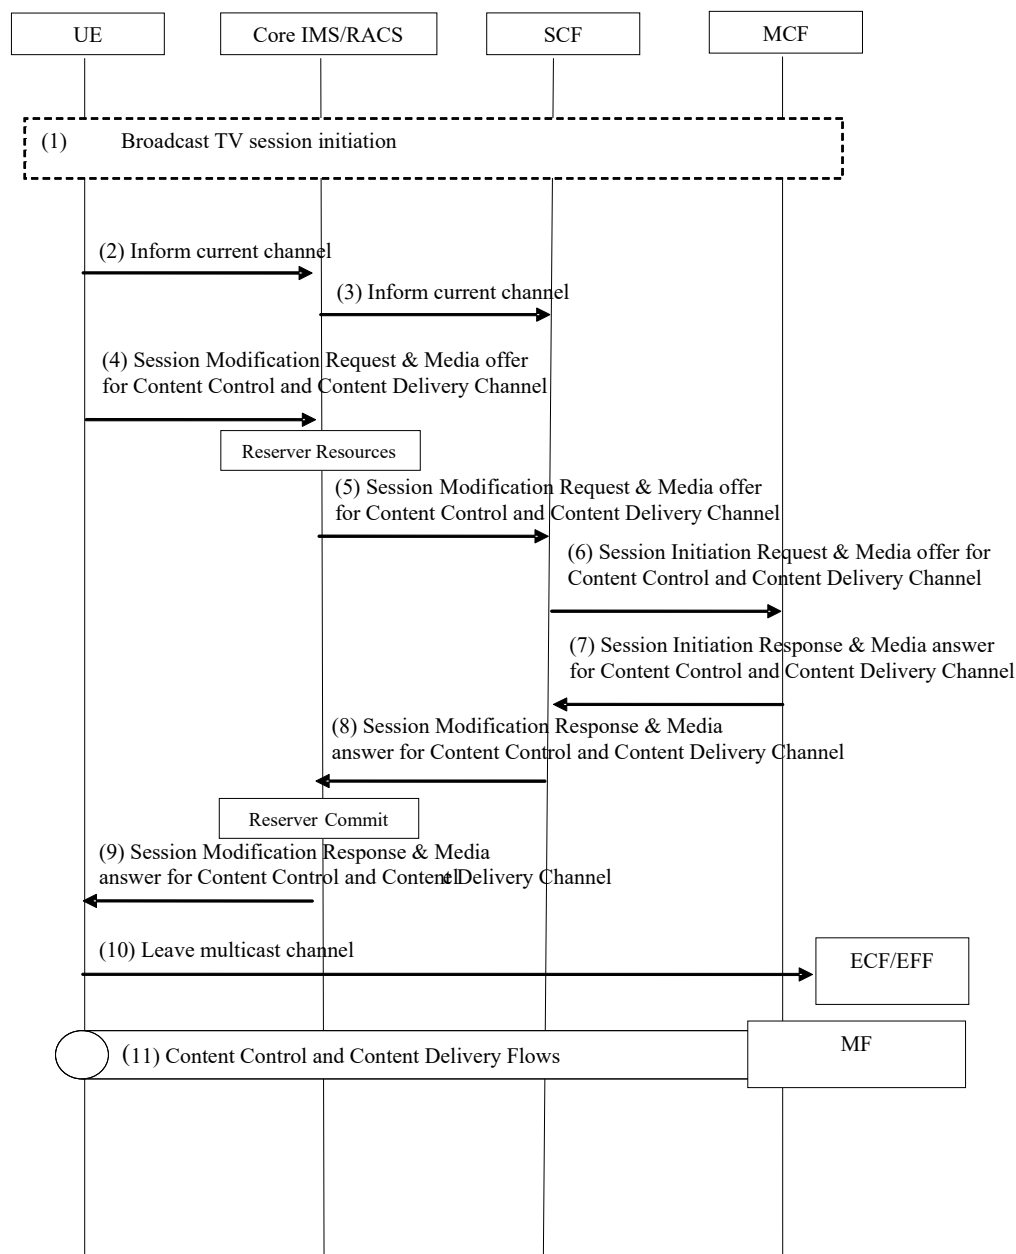 UE
Core IMS/RACS
SCF
MCF
(1) Broadcast TV session initiation
(2) Inform current channel
(3) Inform current channel
(4) Session Modification Request & Media offer
for Content Control and Content Delivery Channel
Reserver Resources
(5) Session Modification Request & Media offer
for Content Control and Content Delivery Channel
(6) Session Initiation Request & Media offer for
Content Control and Content Delivery Channel
(7) Session Initiation Response & Media answer
for Content Control and Content Delivery Channel
(8) Session Modification Response & Media
answer for Content Control and Content Delivery Channel
Reserver Commit
(9) Session Modification Response & Media
answer for Content Control and Content Delivery Channel
(10) Leave multicast channel
ECF/EFF
(11) Content Control and Content Delivery Flows
MF